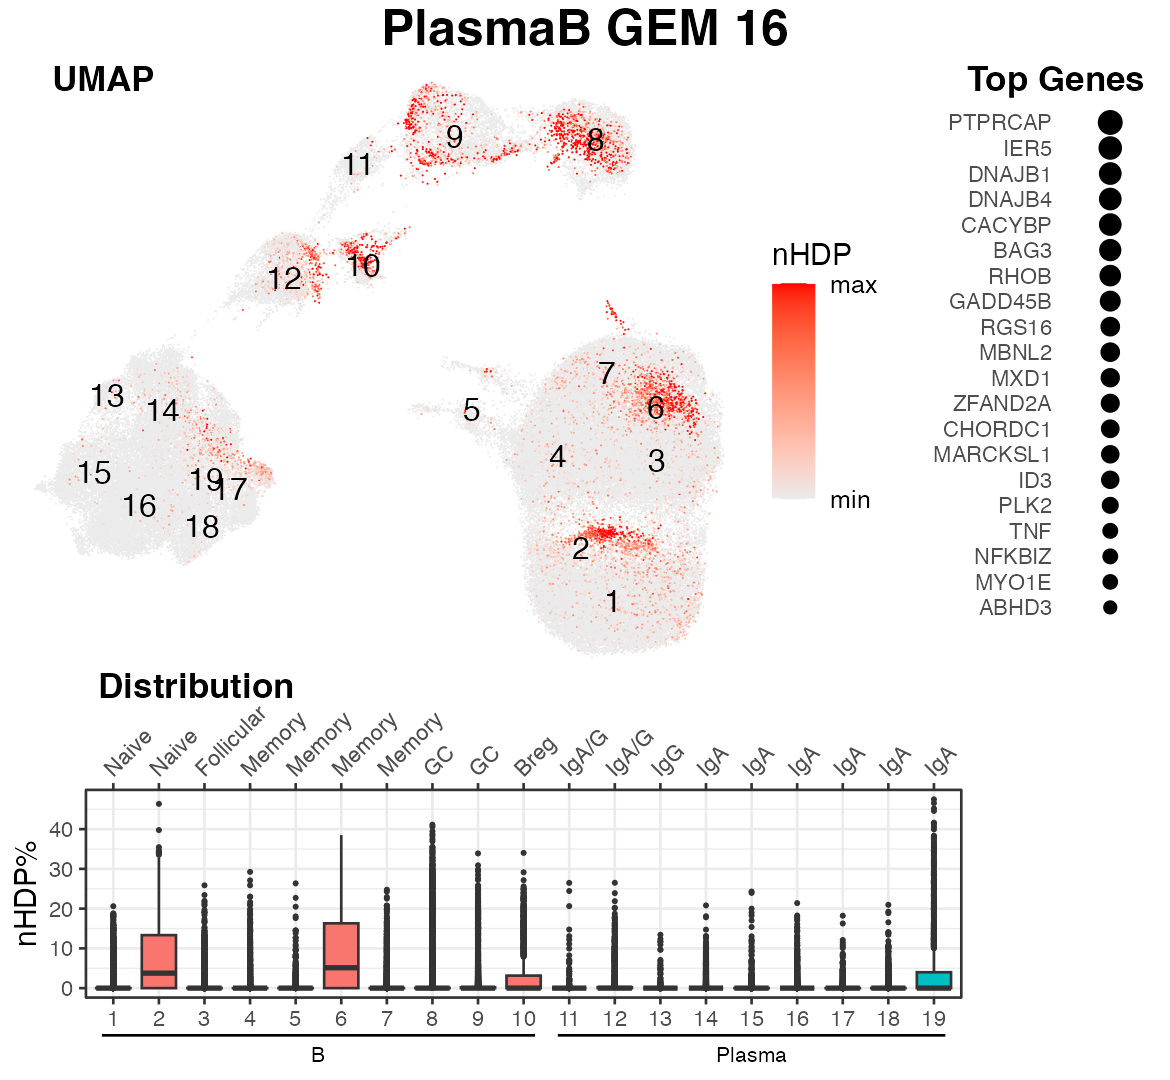 PlasmaB GEM 16
UMAP
Top Genes
PTPRCAP
IER5
DNAJB1
DNAJB4
CACYBP
BAG3
RHOB
GADD45B
RGS16
MBNL2
MXD1
ZFAND2A
CHORDC1
MARCKSL1
ID3
PLK2
TNF
NFKBIZ
MYO1E
ABHD3
nHDP
max
min
9
8
11
12
10
13
14
15
16
19
17
18
7
6
5
4
3
2
1
Distribution
Naive
Naive
Follicular
Memory
Memory
Memory
Memory
GC
GC
Breg
IgA/G
IgA/G
IgG
IgA
IgA
IgA
IgA
IgA
IgA
nHDP%
40
30
20
10
0
1 2 3 4 5 6 7 8 9 10 11 12 13 14 15 16 17 18 19
B Plasma